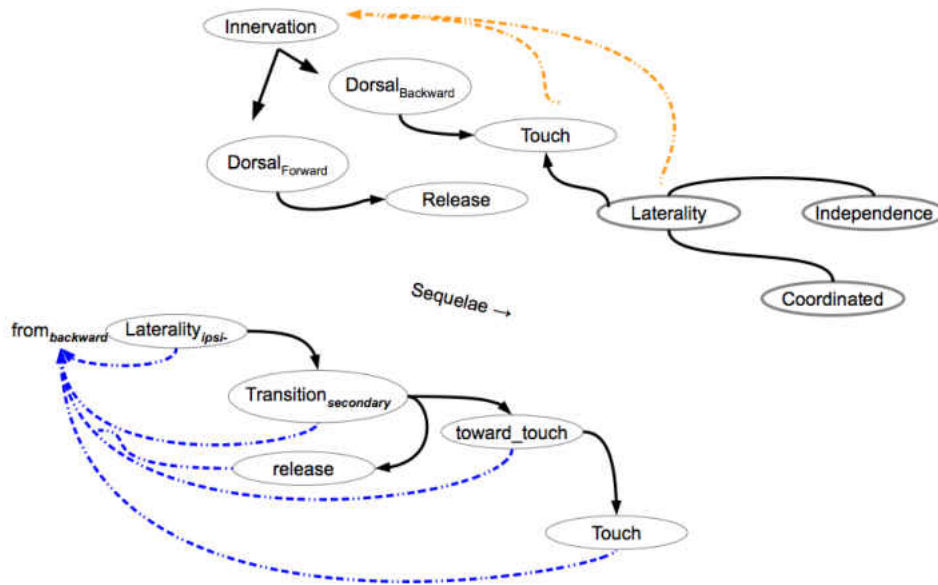 Innervation
Dorsal_Backward
Touch
Dorsal_Forward
Release
Laterality
Independence
Coordinated
Sequelae →
from_backward Laterality_ipsi-
Transition_secondary
toward_touch
release
Touch